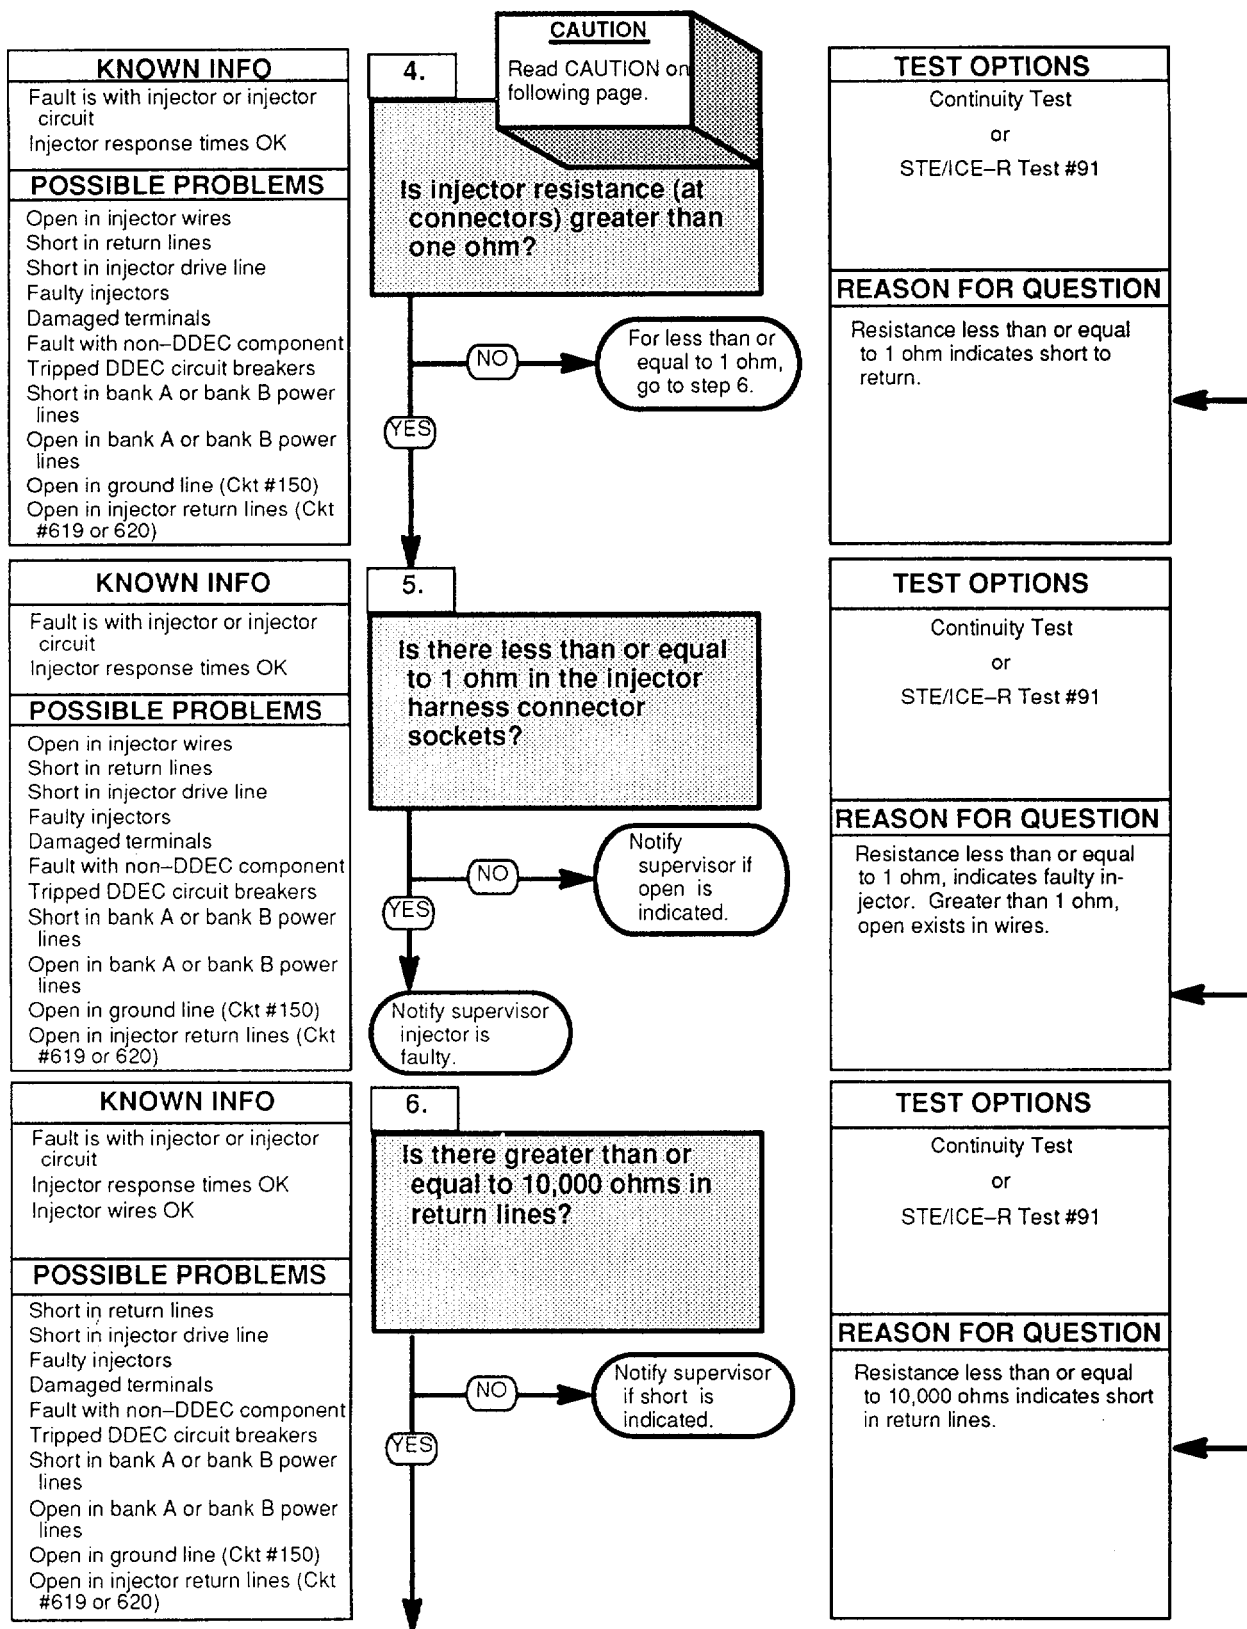 KNOWN INFO
Fault is with injector or injector
circuit
Injector response times OK
POSSIBLE PROBLEMS
Open in injector wires
Short in return lines
Short in injector drive line
Faulty injectors
Damaged terminals
Fault with non–DDEC component
Tripped DDEC circuit breakers
Short in bank A or bank B power
lines
Open in bank A or bank B power
lines
Open in ground line (Ckt #150)
Open in injector return lines (Ckt
#619 or 620)
4.
CAUTION
Read CAUTION on
following page.
Is injector resistance (at
connectors) greater than
one ohm?
NO
For less than or
equal to 1 ohm,
go to step 6.
YES
TEST OPTIONS
Continuity Test
or
STE/ICE–R Test #91
REASON FOR QUESTION
Resistance less than or equal
to 1 ohm indicates short to
return.
KNOWN INFO
Fault is with injector or injector
circuit
Injector response times OK
POSSIBLE PROBLEMS
Open in injector wires
Short in return lines
Short in injector drive line
Faulty injectors
Damaged terminals
Fault with non–DDEC component
Tripped DDEC circuit breakers
Short in bank A or bank B power
lines
Open in bank A or bank B power
lines
Open in ground line (Ckt #150)
Open in injector return lines (Ckt
#619 or 620)
5.
Is there less than or equal
to 1 ohm in the injector
harness connector
sockets?
NO
Notify
supervisor if
open is
indicated.
YES
Notify supervisor
injector is
faulty.
TEST OPTIONS
Continuity Test
or
STE/ICE–R Test #91
REASON FOR QUESTION
Resistance less than or equal
to 1 ohm, indicates faulty in-
jector. Greater than 1 ohm,
open exists in wires.
KNOWN INFO
Fault is with injector or injector
circuit
Injector response times OK
Injector wires OK
POSSIBLE PROBLEMS
Short in return lines
Short in injector drive line
Faulty injectors
Damaged terminals
Fault with non–DDEC component
Tripped DDEC circuit breakers
Short in bank A or bank B power
lines
Open in bank A or bank B power
lines
Open in ground line (Ckt #150)
Open in injector return lines (Ckt
#619 or 620)
6.
Is there greater than or
equal to 10,000 ohms in
return lines?
NO
Notify supervisor
if short is
indicated.
YES
TEST OPTIONS
Continuity Test
or
STE/ICE–R Test #91
REASON FOR QUESTION
Resistance less than or equal
to 10,000 ohms indicates short
in return lines.